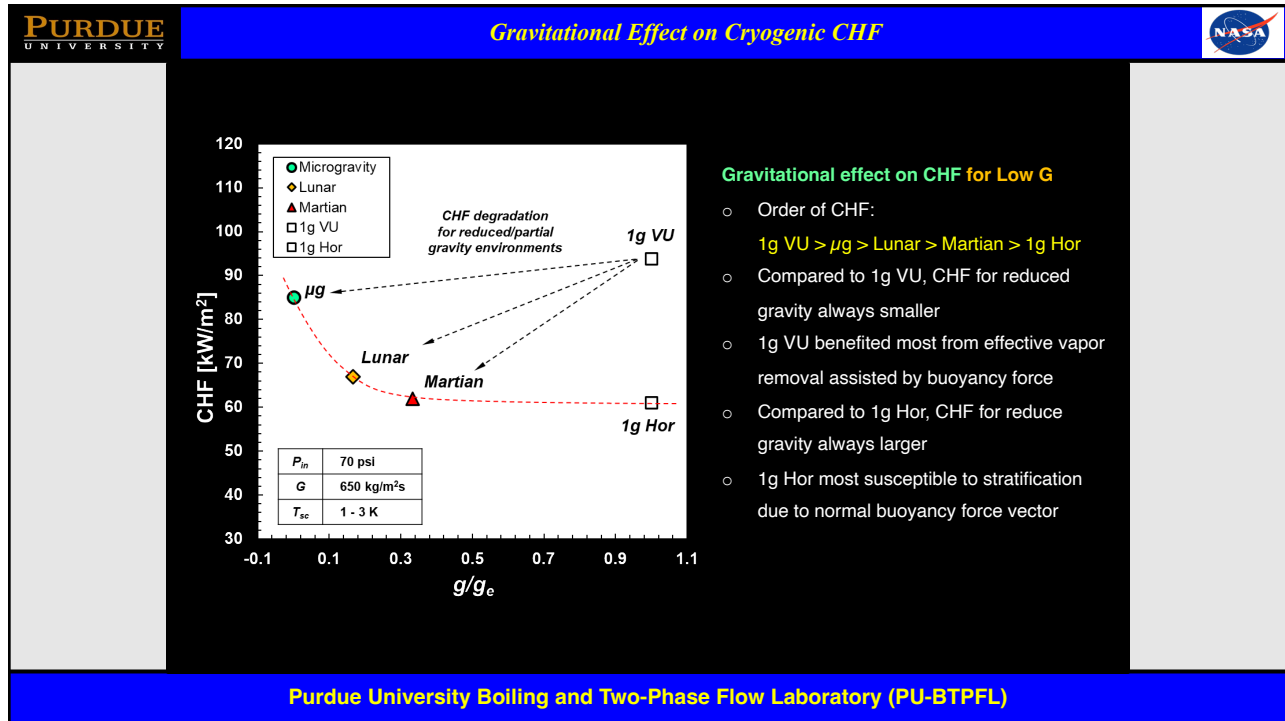 PURDUE
UNIVERSITY
Gravitational Effect on Cryogenic CHF
NASA
120
110
100
90
80
70
60
50
40
30
CHF [kW/m²]
Microgravity
Lunar
Martian
1g VU
1g Hor
CHF degradation
for reduced/partial
gravity environments
1g VU
µg
Lunar
Martian
1g Hor
P_in 70 psi
G 650 kg/m²s
T_sc 1 - 3 K
-0.1 0.1 0.3 0.5 0.7 0.9 1.1
g/g_e
Gravitational effect on CHF for Low G
○ Order of CHF:
1g VU > µg > Lunar > Martian > 1g Hor
○ Compared to 1g VU, CHF for reduced
gravity always smaller
○ 1g VU benefited most from effective vapor
removal assisted by buoyancy force
○ Compared to 1g Hor, CHF for reduce
gravity always larger
○ 1g Hor most susceptible to stratification
due to normal buoyancy force vector
Purdue University Boiling and Two-Phase Flow Laboratory (PU-BTPFL)